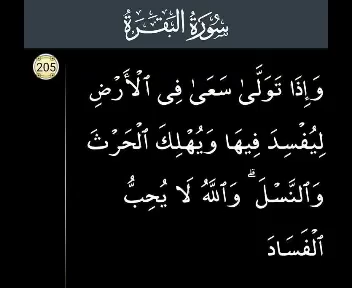 سُورَةُ البَقَرَةِ
205
وَإِذَا تَوَلَّىٰ سَعَىٰ فِى ٱلْأَرْضِ
لِيُفْسِدَ فِيهَا وَيُهْلِكَ ٱلْحَرْثَ
وَٱلنَّسْلَ ۗ وَٱللَّهُ لَا يُحِبُّ
ٱلْفَسَادَ